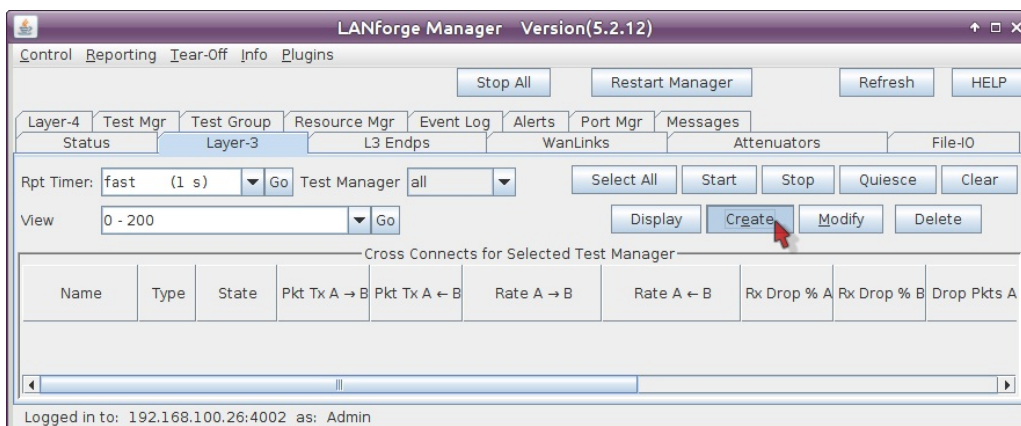 LANforge Manager Version(5.2.12)
Control Reporting Tear-Off Info Plugins
Stop All Restart Manager Refresh HELP
Layer-4 Test Mgr Test Group Resource Mgr Event Log Alerts Port Mgr Messages
Status Layer-3 L3 Endps WanLinks Attenuators File-IO
Rpt Timer: fast (1 s) Go Test Manager all Select All Start Stop Quiesce Clear
View 0 - 200 Go Display Create Modify Delete
Cross Connects for Selected Test Manager
Name Type State Pkt Tx A → B Pkt Tx A ← B Rate A → B Rate A ← B Rx Drop % A Rx Drop % B Drop Pkts A
Logged in to: 192.168.100.26:4002 as: Admin